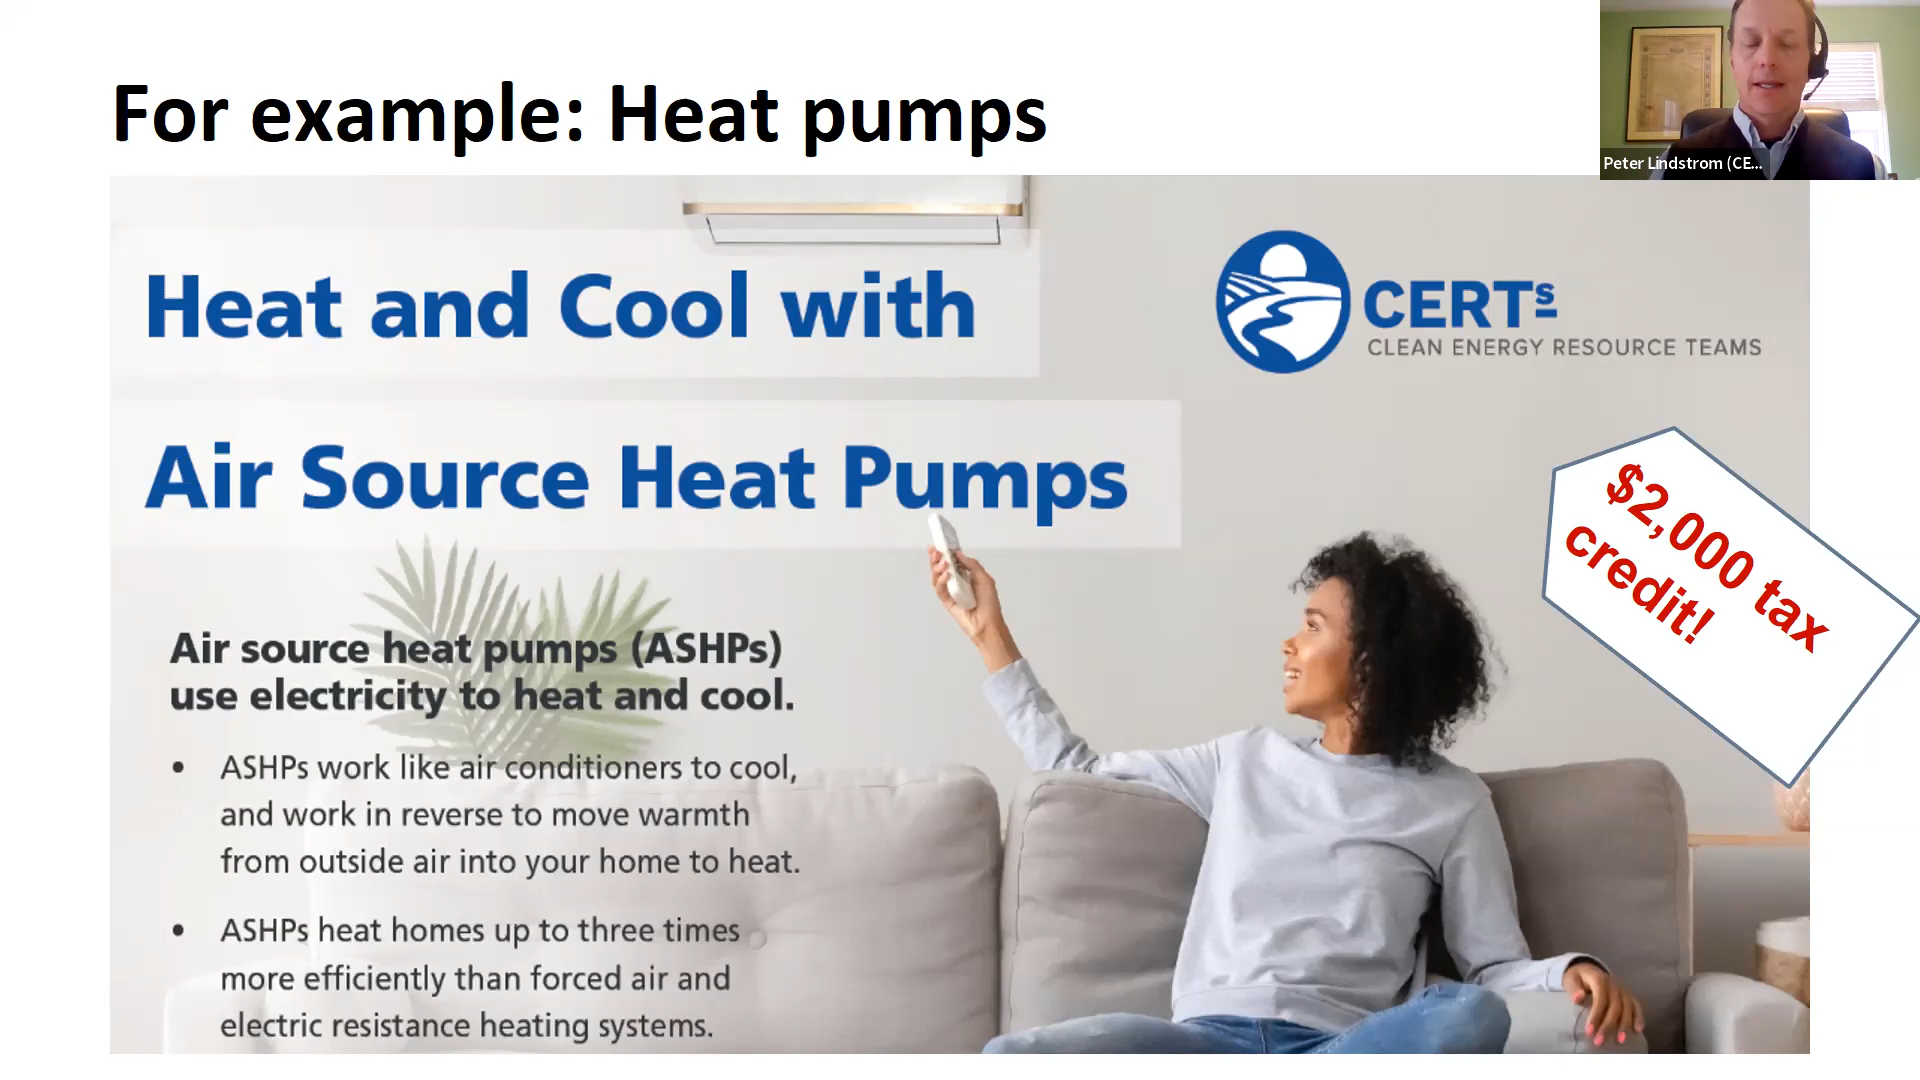 For example: Heat pumps
Peter Lindstrom (CE...
Heat and Cool with
Air Source Heat Pumps
CERTs
CLEAN ENERGY RESOURCE TEAMS
$2,000 tax
credit!
Air source heat pumps (ASHPs)
use electricity to heat and cool.
• ASHPs work like air conditioners to cool,
and work in reverse to move warmth
from outside air into your home to heat.
• ASHPs heat homes up to three times
more efficiently than forced air and
electric resistance heating systems.